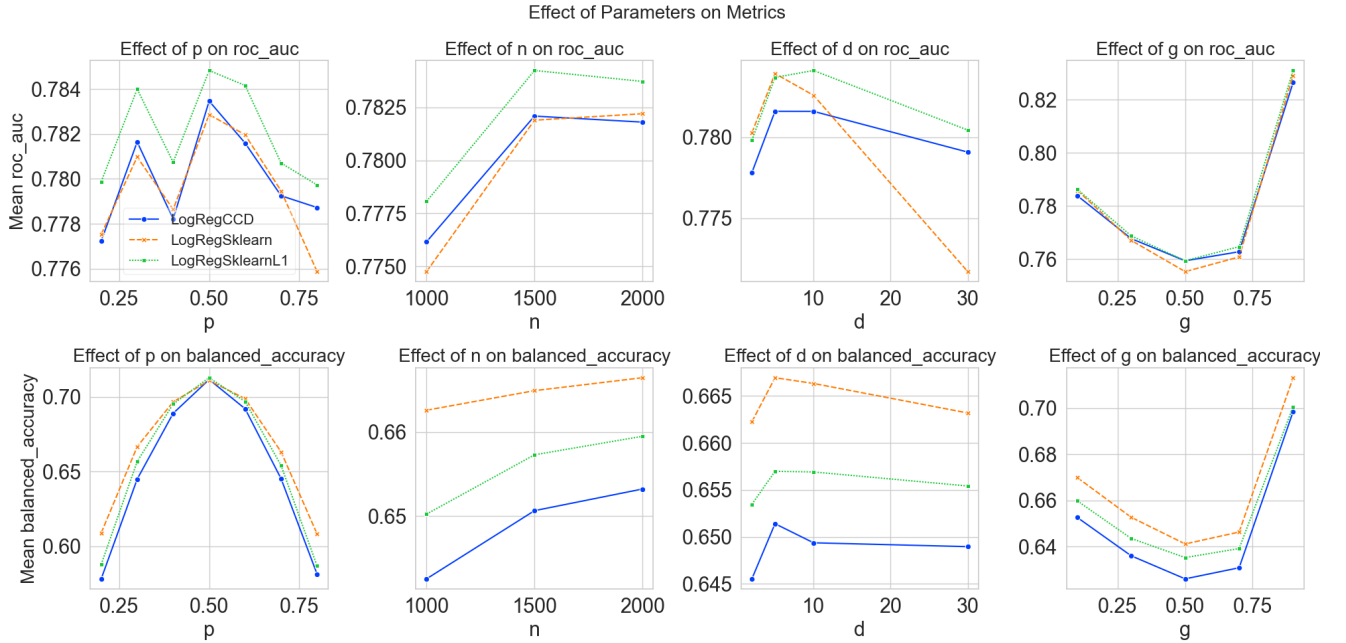 Effect of Parameters on Metrics
Effect of p on roc_auc
Mean roc_auc
0.784
0.782
0.780
0.778
0.776
0.25
0.50
0.75
p
LogRegCCD
LogRegSklearn
LogRegSklearnL1
Effect of n on roc_auc
0.7825
0.7800
0.7775
0.7750
1000
1500
2000
n
Effect of d on roc_auc
0.780
0.775
10
20
30
d
Effect of g on roc_auc
0.82
0.80
0.78
0.76
0.25
0.50
0.75
g
Effect of p on balanced_accuracy
Mean balanced_accuracy
0.70
0.65
0.60
0.25
0.50
0.75
p
Effect of n on balanced_accuracy
0.66
0.65
1000
1500
2000
n
Effect of d on balanced_accuracy
0.665
0.660
0.655
0.650
0.645
10
20
30
d
Effect of g on balanced_accuracy
0.70
0.68
0.66
0.64
0.25
0.50
0.75
g